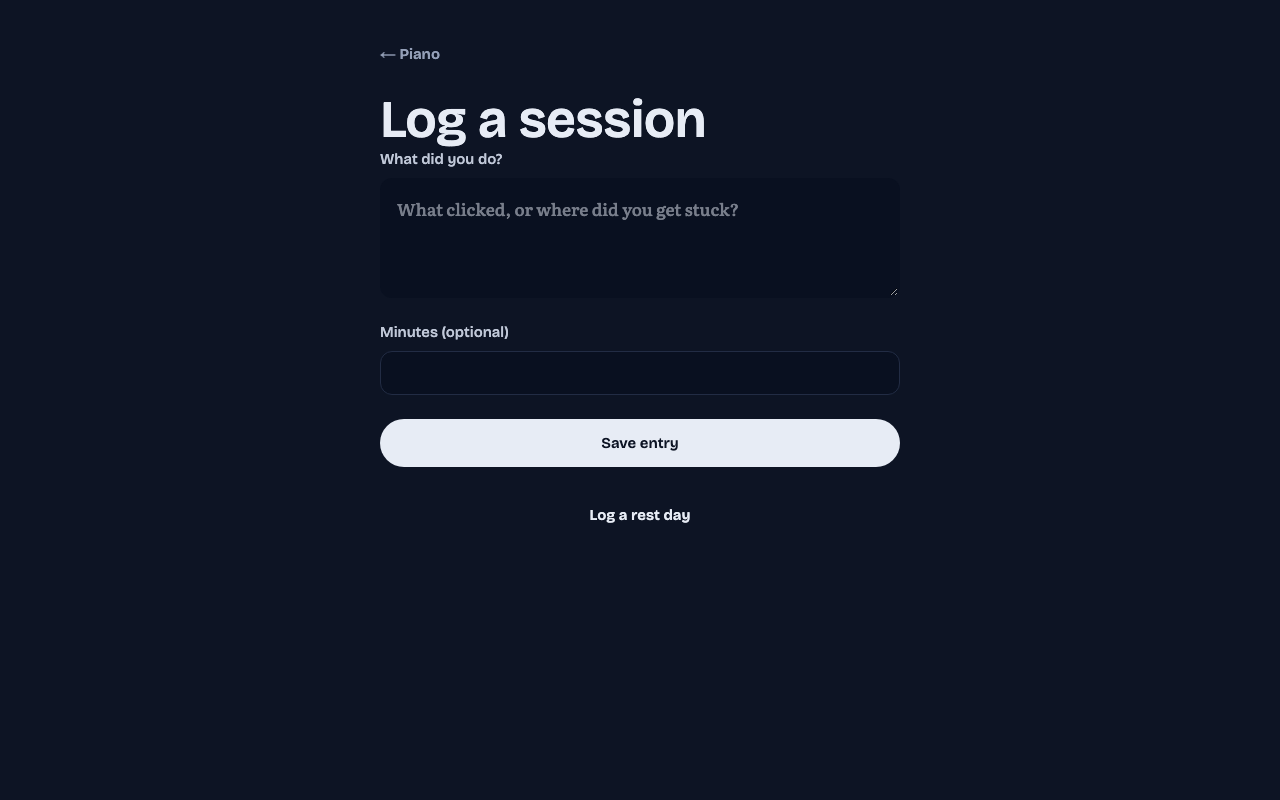 ← Piano
Log a session
What did you do?
What clicked, or where did you get stuck?
Minutes (optional)
Save entry
Log a rest day